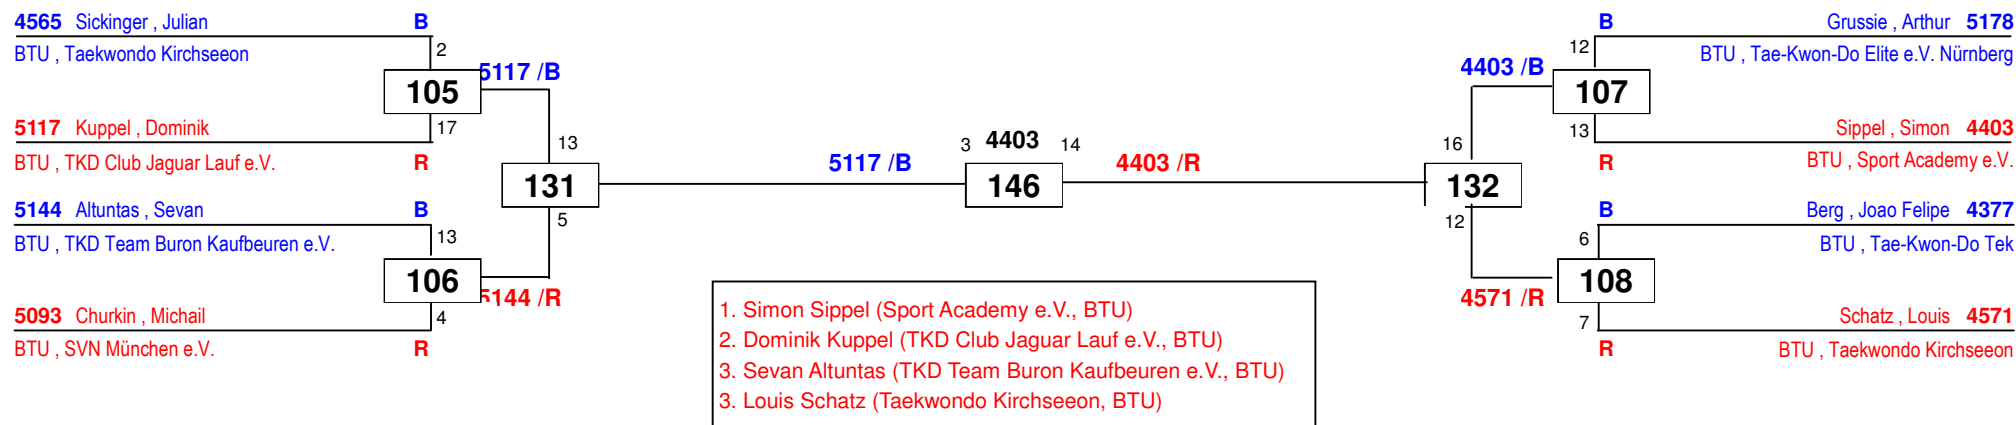 4565 Sickinger , Julian B
BTU , Taekwondo Kirchseeon
2
105
5117 /B
5117 Kuppel , Dominik
17
BTU , TKD Club Jaguar Lauf e.V. R
13
131
5
5144 Altuntas , Sevan B
BTU , TKD Team Buron Kaufbeuren e.V.
13
106
5144 /R
5093 Churkin , Michail
4
BTU , SVN München e.V. R
5117 /B
3 4403 14
146
4403 /R
B Grussie , Arthur 5178
12
BTU , Tae-Kwon-Do Elite e.V. Nürnberg
4403 /B
107
13
Sippel , Simon 4403
R BTU , Sport Academy e.V.
16
132
12
B Berg , Joao Felipe 4377
6
BTU , Tae-Kwon-Do Tek
108
4571 /R
7
Schatz , Louis 4571
R BTU , Taekwondo Kirchseeon
1. Simon Sippel (Sport Academy e.V., BTU)
2. Dominik Kuppel (TKD Club Jaguar Lauf e.V., BTU)
3. Sevan Altuntas (TKD Team Buron Kaufbeuren e.V., BTU)
3. Louis Schatz (Taekwondo Kirchseeon, BTU)